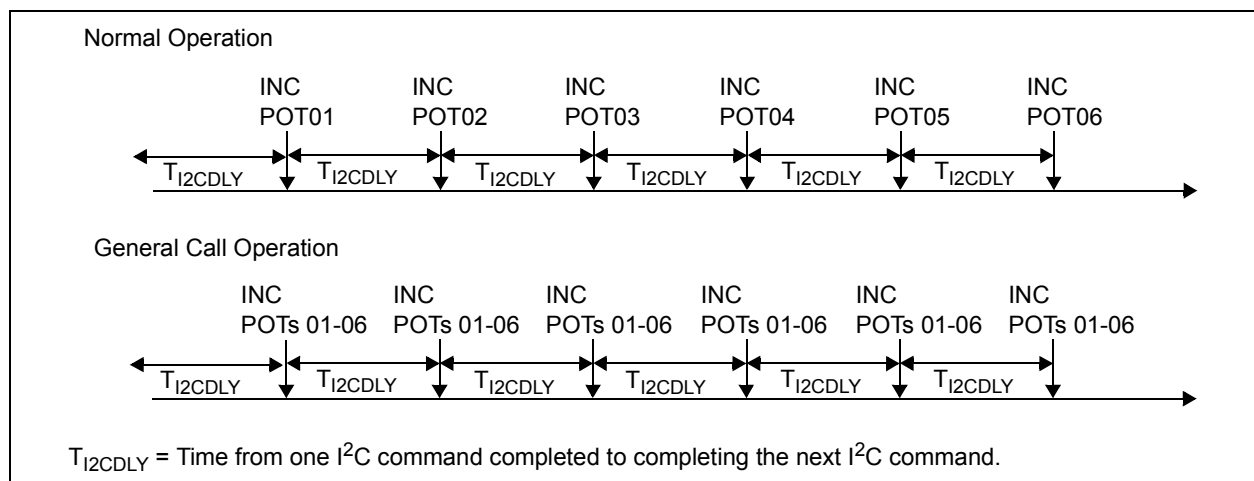 Normal Operation
INC INC INC INC INC INC
POT01 POT02 POT03 POT04 POT05 POT06
TI2CDLY TI2CDLY TI2CDLY TI2CDLY TI2CDLY TI2CDLY
General Call Operation
INC INC INC INC INC INC
POTs 01-06 POTs 01-06 POTs 01-06 POTs 01-06 POTs 01-06 POTs 01-06
TI2CDLY TI2CDLY TI2CDLY TI2CDLY TI2CDLY TI2CDLY
TI2CDLY = Time from one I²C command completed to completing the next I²C command.